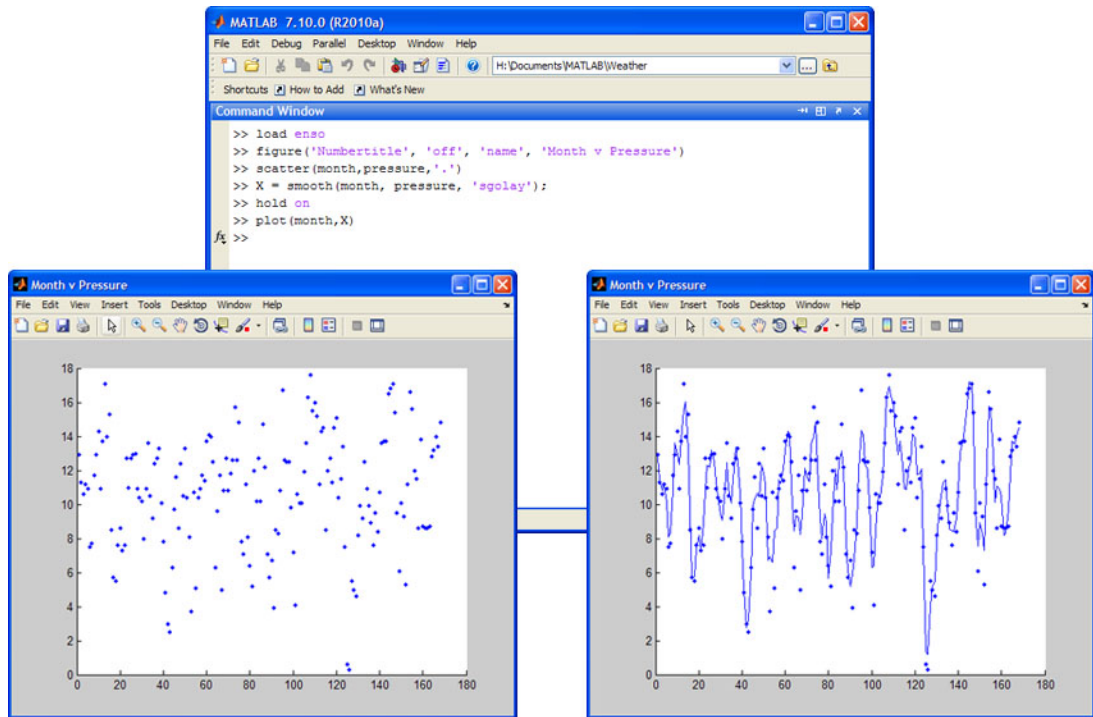 MATLAB 7.10.0 (R2010a)
File Edit Debug Parallel Desktop Window Help
H:\Documents\MATLAB\Weather
Shortcuts How to Add What's New
Command Window
>> load enso
>> figure('Numbertitle', 'off', 'name', 'Month v Pressure')
>> scatter(month,pressure,'.')
>> X = smooth(month, pressure, 'sgolay');
>> hold on
>> plot(month,X)
fx >>
Month v Pressure
File Edit View Insert Tools Desktop Window Help
18
16
14
12
10
8
6
4
2
0
0 20 40 60 80 100 120 140 160 180
Month v Pressure
File Edit View Insert Tools Desktop Window Help
18
16
14
12
10
8
6
4
2
0
0 20 40 60 80 100 120 140 160 180